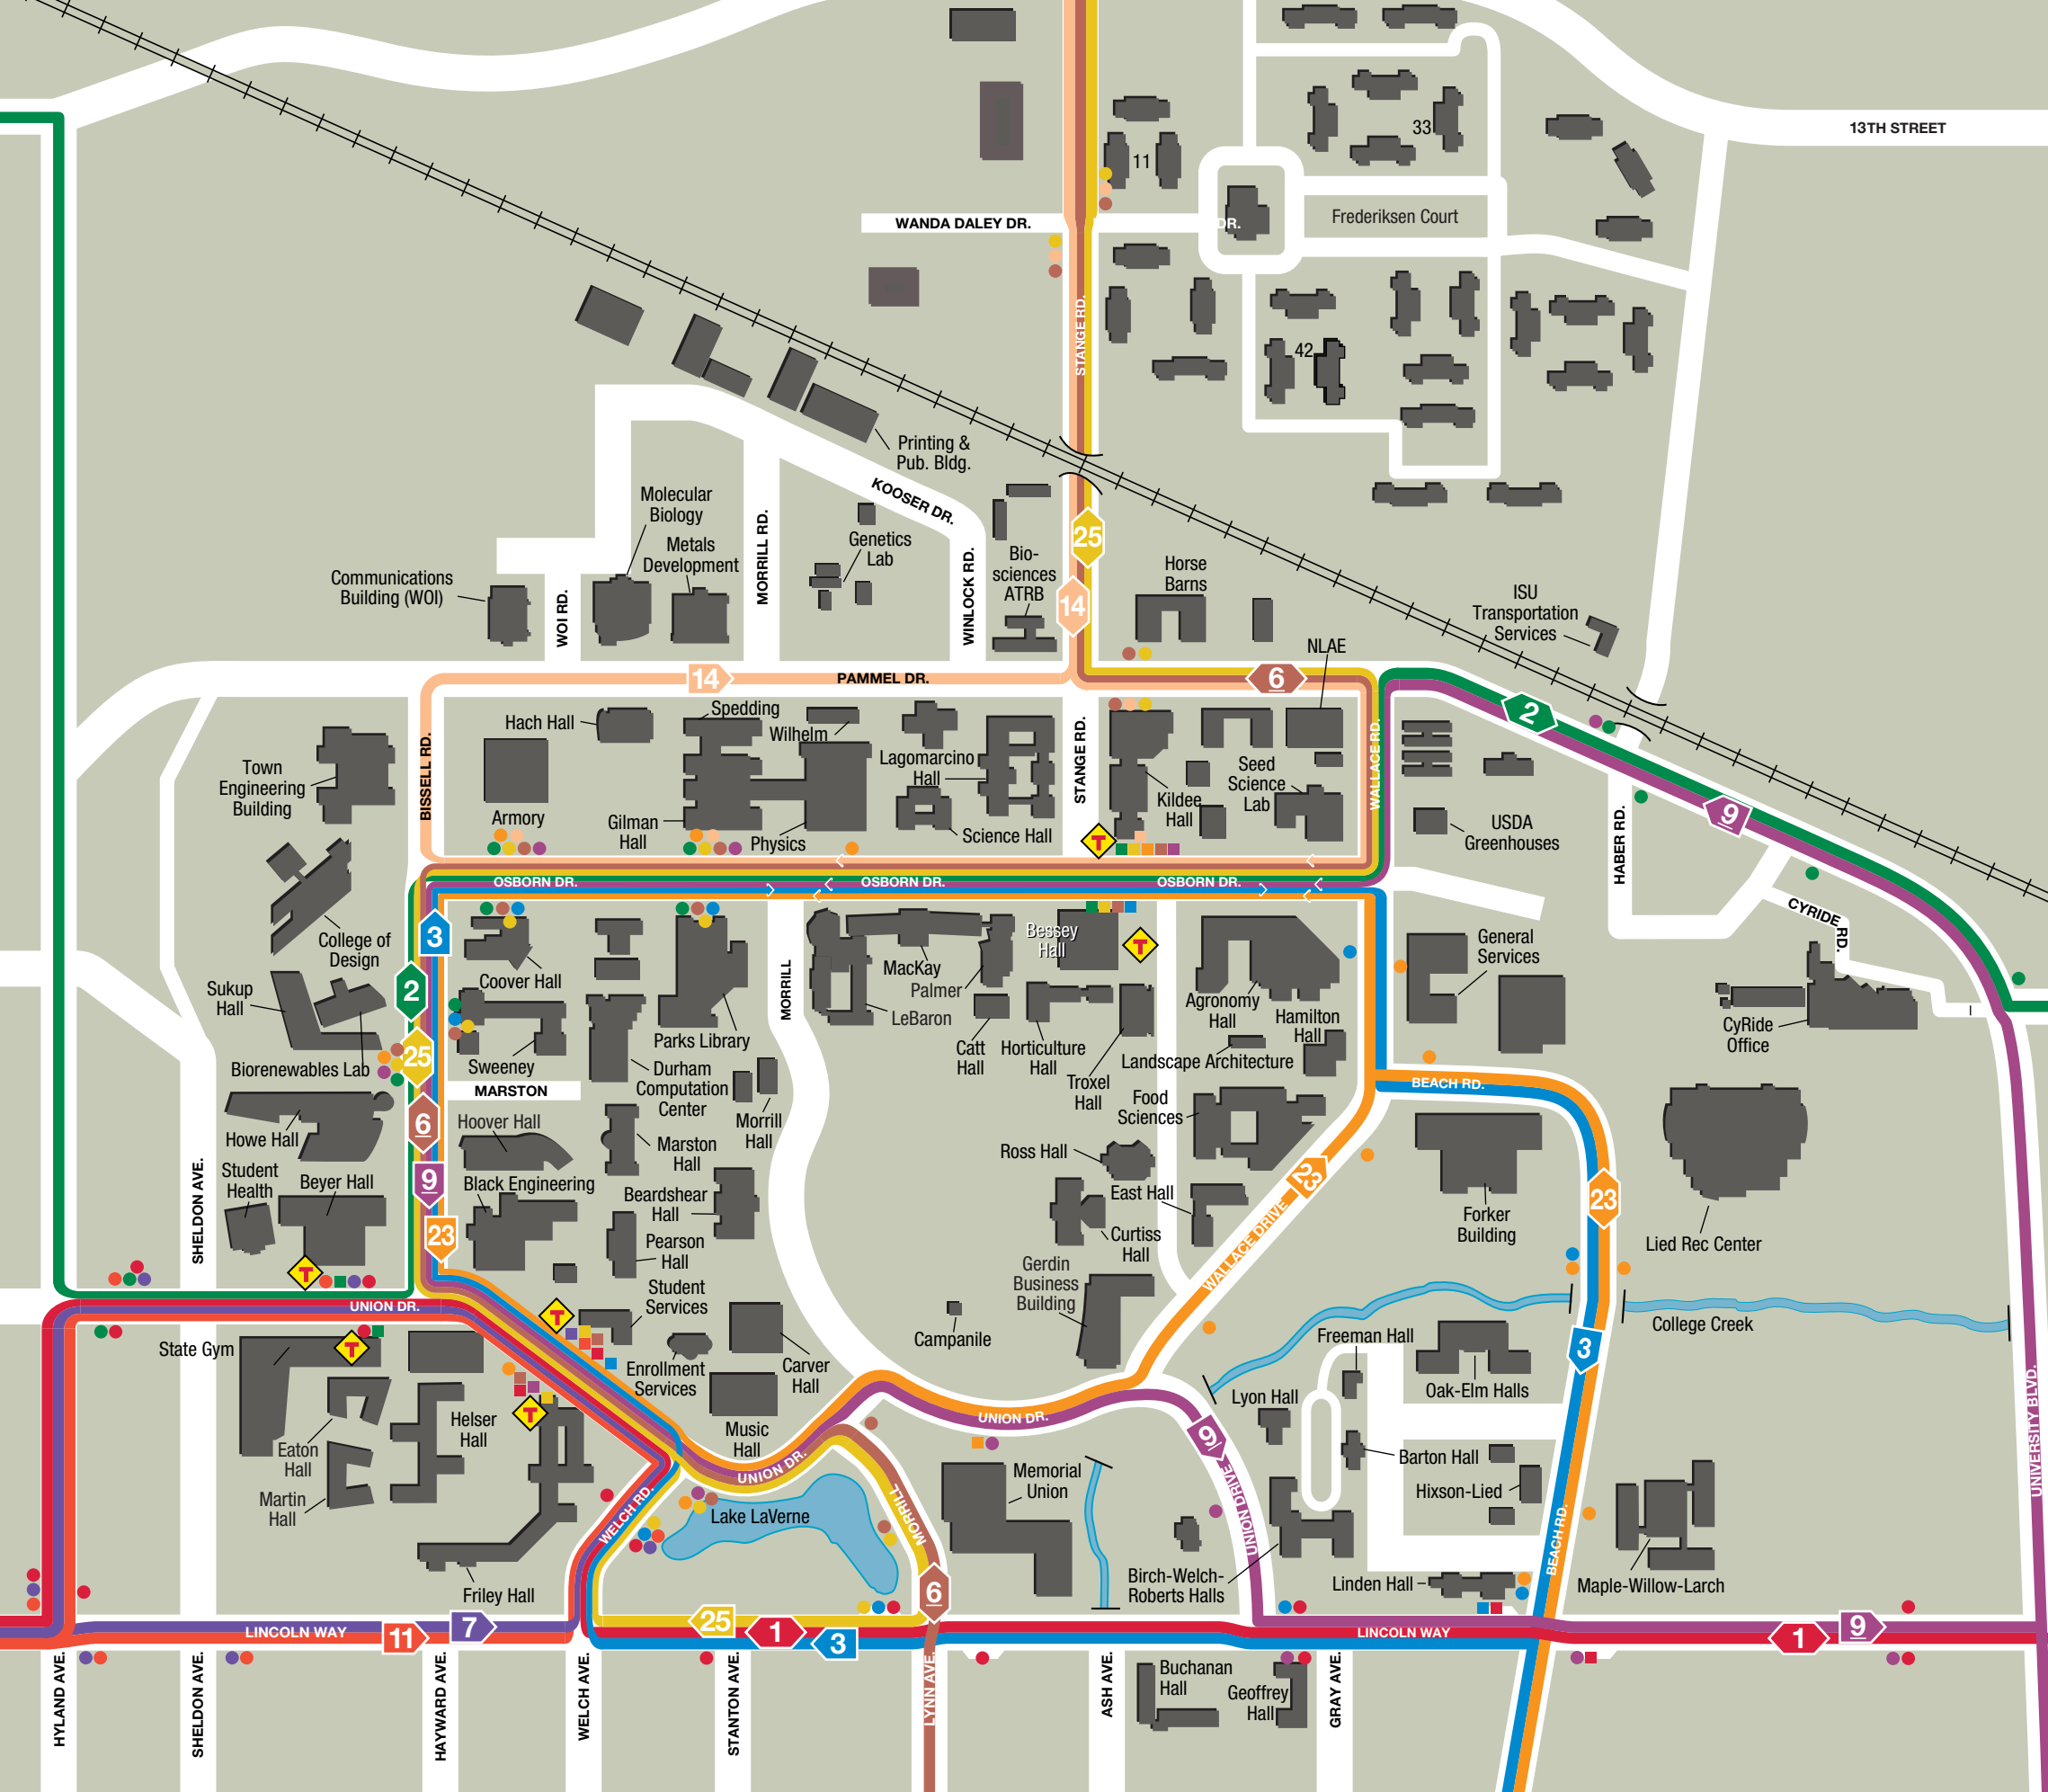 13TH STREET
33
11
Frederiksen Court
WANDA DALEY DR.
DR.
STANGE RD.
42
Printing &
Pub. Bldg.
KOOSER DR.
Molecular
Biology
MORRILL RD.
Genetics
Lab
Metals
Development
25
Bio-
sciences
ATRB
WINLOCK RD.
Horse
Barns
Communications
Building (WOI)
WOI RD.
14
ISU
Transportation
Services
NLAE
14
PAMMEL DR.
6
2
Hach Hall
Spedding
Wilhelm
BISSELL RD.
Town
Engineering
Building
Lagomarcino
Hall
STANGE RD.
Kildee
Hall
Seed
Science
Lab
WALLACE RD.
9
Armory
Gilman
Hall
Physics
Science Hall
T
USDA
Greenhouses
HABER RD.
OSBORN DR.
OSBORN DR.
OSBORN DR.
CYRIDE RD.
3
College of
Design
Coover Hall
MacKay
Palmer
Bessey
Hall
T
General
Services
2
Sukup
Hall
Parks Library
MORRILL
LeBaron
Agronomy
Hall
Hamilton
Hall
CyRide
Office
25
Biorenewables Lab
Sweeney
Durham
Computation
Center
Catt
Hall
Horticulture
Hall
Landscape Architecture
Troxel
Hall
MARSTON
BEACH RD.
6
Howe Hall
Hoover Hall
Morrill
Hall
Marston
Hall
Food
Sciences
Ross Hall
SHELDON AVE.
Student
Health
Beyer Hall
9
Black Engineering
Beardshear
Hall
East Hall
23
23
23
Pearson
Hall
Curtiss
Hall
WALLACE DRIVE
Forker
Building
Lied Rec Center
T
Student
Services
Gerdin
Business
Building
UNION DR.
T
Campanile
Freeman Hall
College Creek
3
State Gym
T
Enrollment
Services
Carver
Hall
Oak-Elm Halls
Lyon Hall
UNIVERSITY BLVD.
T
Helser
Hall
Eaton
Hall
Music
Hall
UNION DR.
UNION DR.
9
Barton Hall
Martin
Hall
Memorial
Union
Hixson-Lied
WELCH RD.
Lake LaVerne
MORRILL
UNION DRIVE
BEACH RD.
Friley Hall
6
Birch-Welch-
Roberts Halls
Linden Hall
Maple-Willow-Larch
LINCOLN WAY
11
7
25
1
3
LINCOLN WAY
1
9
HYLAND AVE.
SHELDON AVE.
HAYWARD AVE.
WELCH AVE.
STANTON AVE.
LYNN AVE.
ASH AVE.
Buchanan
Hall
Geoffrey
Hall
GRAY AVE.